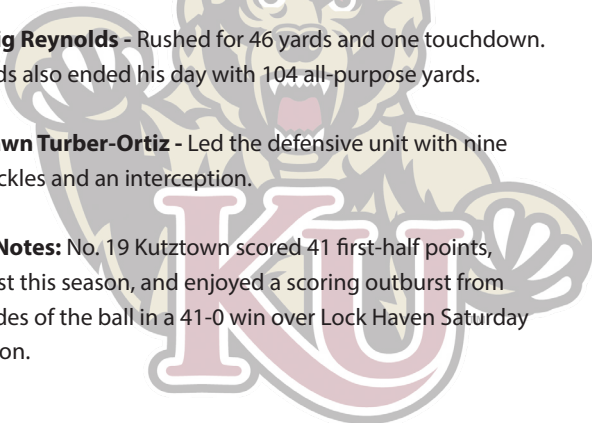 ig Reynolds - Rushed for 46 yards and one touchdown.
ds also ended his day with 104 all-purpose yards.
wn Turber-Ortiz - Led the defensive unit with nine
ckles and an interception.
Notes: No. 19 Kutztown scored 41 first-half points,
st this season, and enjoyed a scoring outburst from
des of the ball in a 41-0 win over Lock Haven Saturday
on.
KU